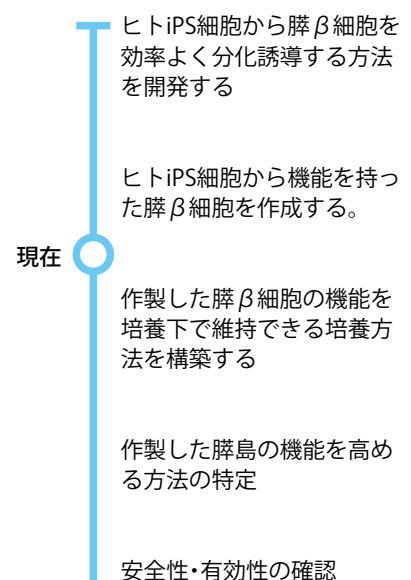 ヒトiPS細胞から膵β細胞を
効率よく分化誘導する方法
を開発する
ヒトiPS細胞から機能を持っ
た膵β細胞を作成する。
現在
作製した膵β細胞の機能を
培養下で維持できる培養方
法を構築する
作製した膵島の機能を高め
る方法の特定
安全性・有効性の確認